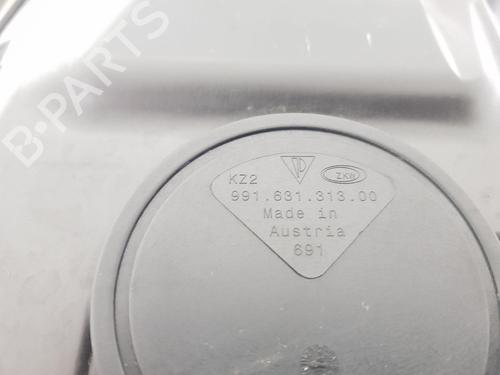 B-PARTS
KZ2 ZKW
991.631.313.00
Made in
Austria
691